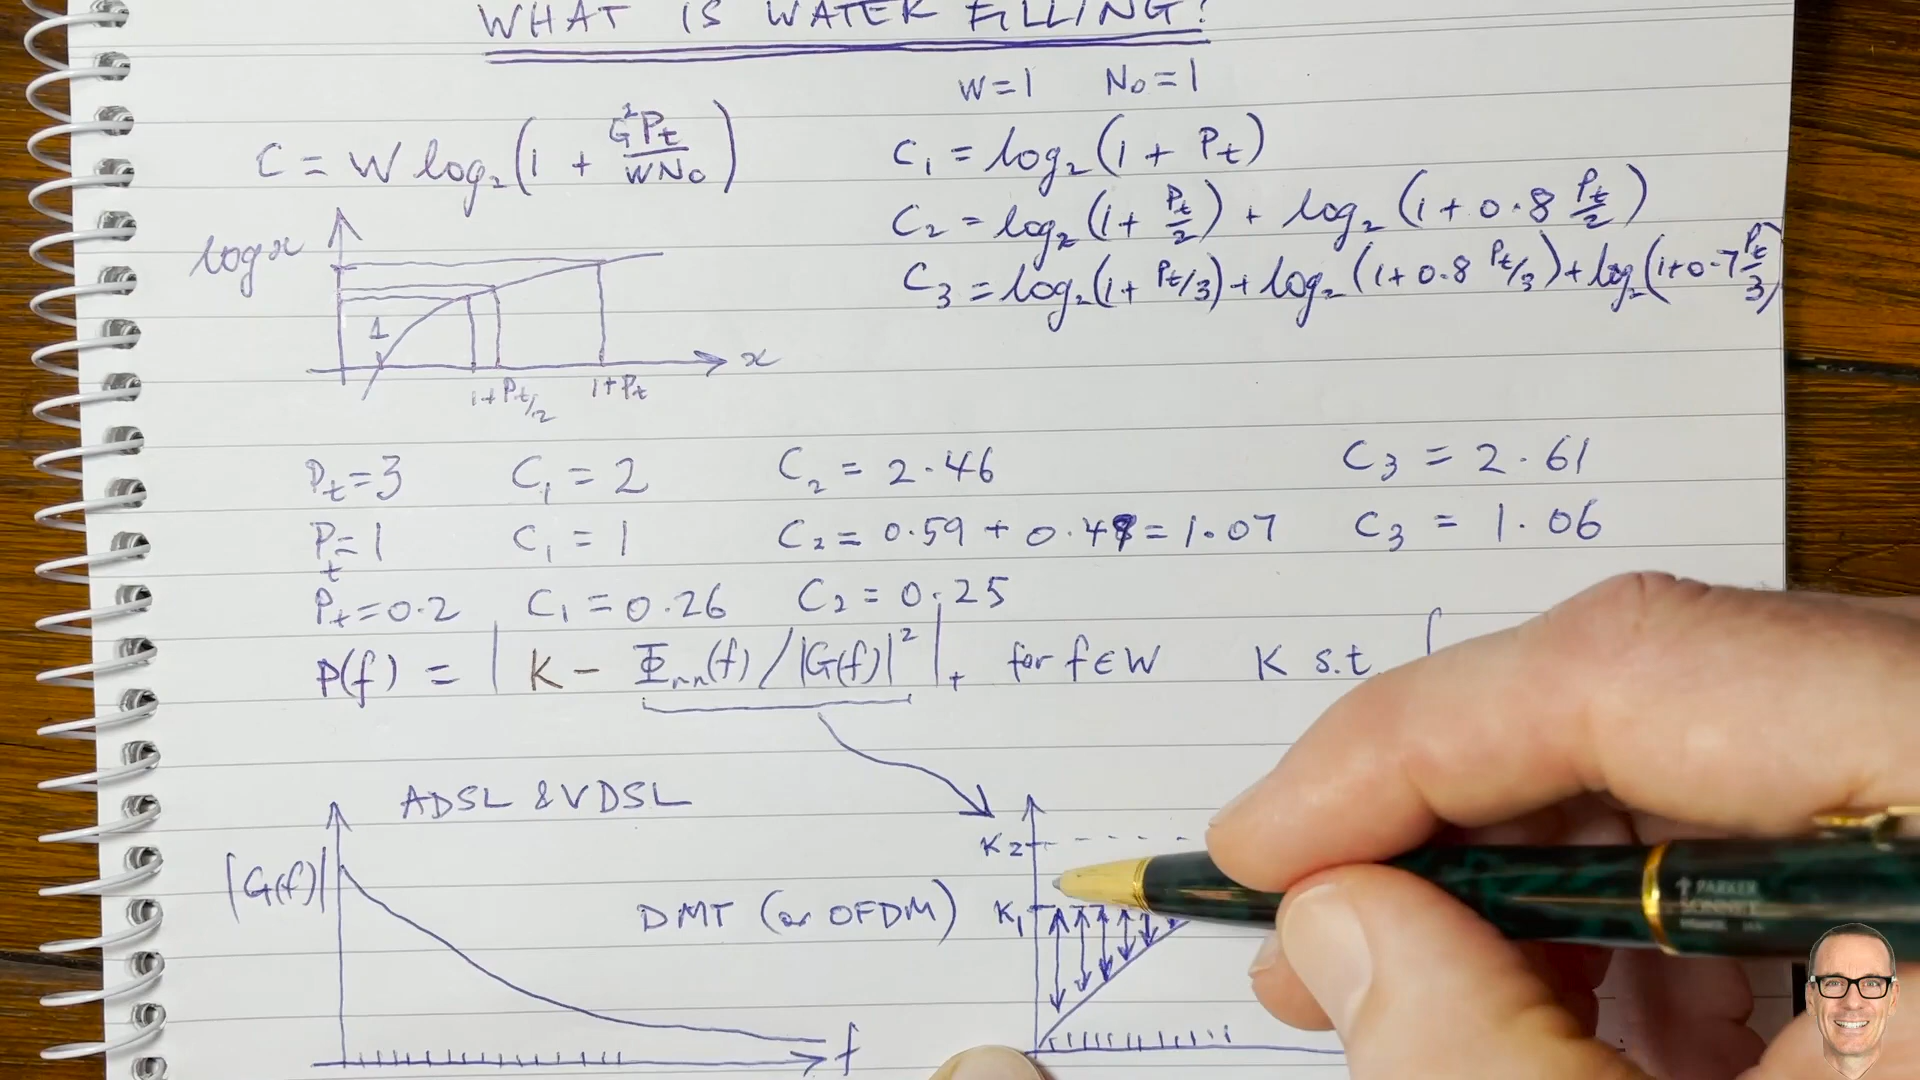 WHAT IS WATER FILLING?
W=1 N₀=1
C = W log₂(1 + G²Pt/WN₀)
C₁ = log₂(1 + Pt)
C₂ = log₂(1 + Pt/2) + log₂(1 + 0.8 Pt/2)
C₃ = log₂(1 + Pt/3) + log₂(1 + 0.8 Pt/3) + log₂(1 + 0.7 Pt/3)
log x
1
x
1+Pt/2 1+Pt
Pt=3 C₁ = 2 C₂ = 2.46 C₃ = 2.61
Pt=1 C₁ = 1 C₂ = 0.59 + 0.48 = 1.07 C₃ = 1.06
Pt=0.2 C₁ = 0.26 C₂ = 0.25
P(f) = | K - Φnn(f) / |G(f)|² |₊ for f∈W K s.t. ∫
ADSL & VDSL
|G(f)|
f
DMT (or OFDM)
K₂
K₁
PARKER
SONNET